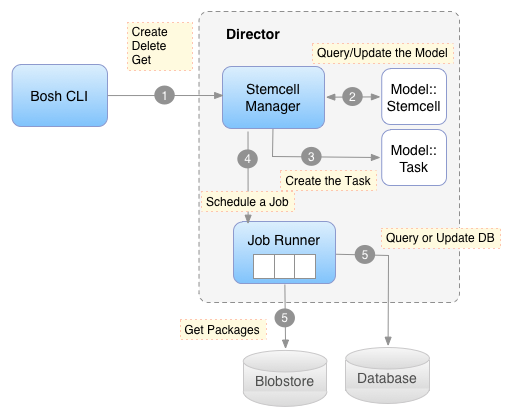 Create
Delete
Get
Director
Query/Update the Model
Bosh CLI
1
Stemcell
Manager
2
Model::
Stemcell
4
3
Model::
Task
Create the Task
Schedule a Job
Job Runner
Query or Update DB
5
5
Get Packages
Blobstore
Database